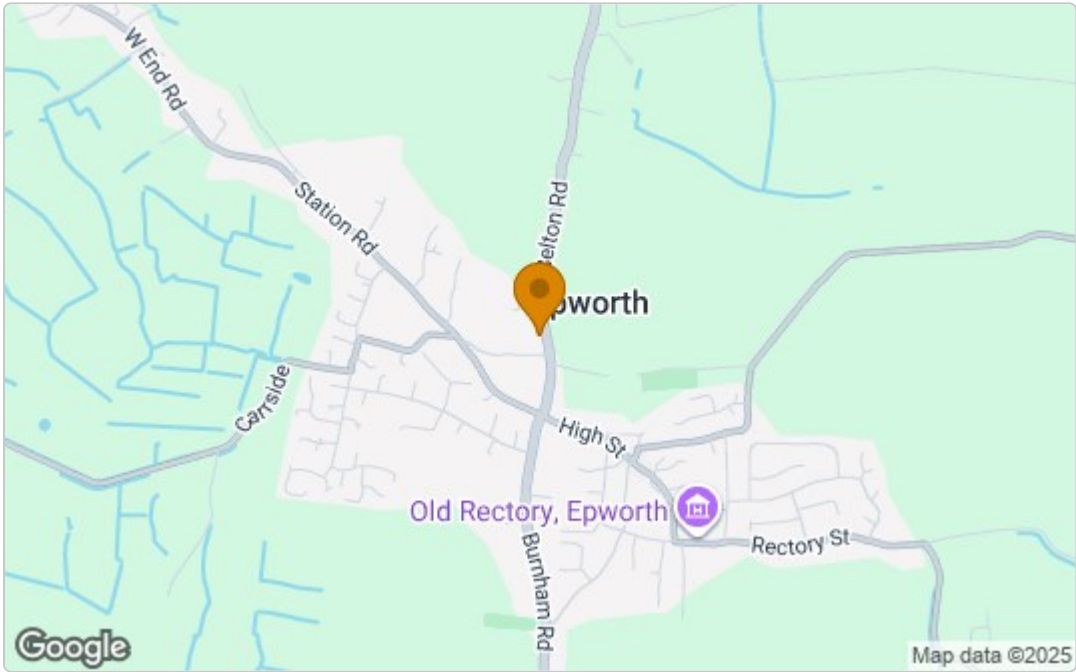 W End Rd
Station Rd
elton Rd
pworth
Carrside
High St
Old Rectory, Epworth
Rectory St
Burnham Rd
Google
Map data ©2025